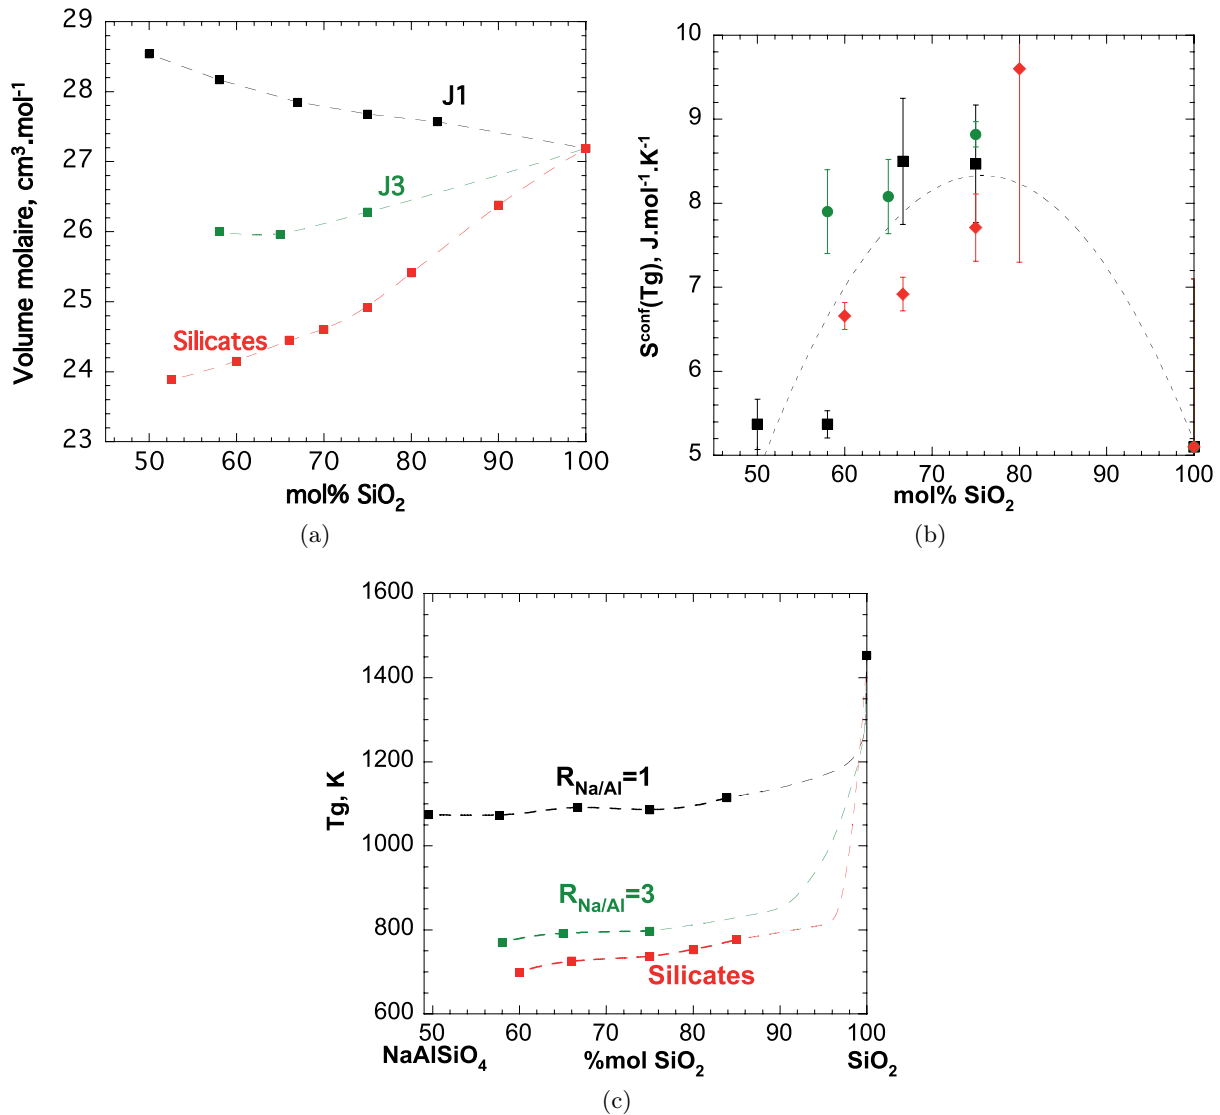 29
28
27
26
25
24
23
Volume molaire, cm³.mol⁻¹
J1
J3
Silicates
50 60 70 80 90 100
mol% SiO₂
(a)
10
9
8
7
6
5
Sᶜᵒⁿᶠ(Tg), J.mol⁻¹.K⁻¹
50 60 70 80 90 100
mol% SiO₂
(b)
1600
1400
1200
1000
800
600
Tg, K
R_Na/Al=1
R_Na/Al=3
Silicates
50 60 70 80 90 100
NaAlSiO₄ %mol SiO₂ SiO₂
(c)